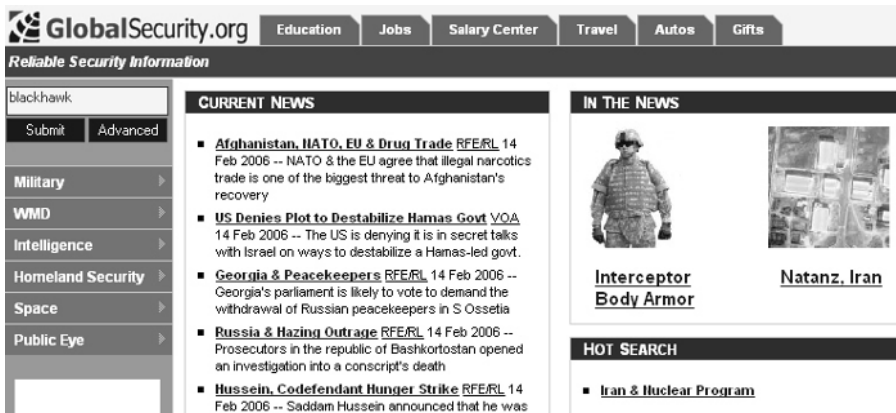 GlobalSecurity.org
Education Jobs Salary Center Travel Autos Gifts
Reliable Security Information
blackhawk
Submit Advanced
Military
WMD
Intelligence
Homeland Security
Space
Public Eye
CURRENT NEWS
Afghanistan, NATO, EU & Drug Trade RFE/RL 14
Feb 2006 -- NATO & the EU agree that illegal narcotics
trade is one of the biggest threat to Afghanistan's
recovery
US Denies Plot to Destabilize Hamas Govt VOA
14 Feb 2006 -- The US is denying it is in secret talks
with Israel on ways to destabilize a Hamas-led govt.
Georgia & Peacekeepers RFE/RL 14 Feb 2006 --
Georgia's parliament is likely to vote to demand the
withdrawal of Russian peacekeepers in S Ossetia
Russia & Hazing Outrage RFE/RL 14 Feb 2006 --
Prosecutors in the republic of Bashkortostan opened
an investigation into a conscript's death
Hussein, Codefendant Hunger Strike RFE/RL 14
Feb 2006 -- Saddam Hussein announced that he was
IN THE NEWS
Interceptor
Body Armor
Natanz, Iran
HOT SEARCH
Iran & Nuclear Program